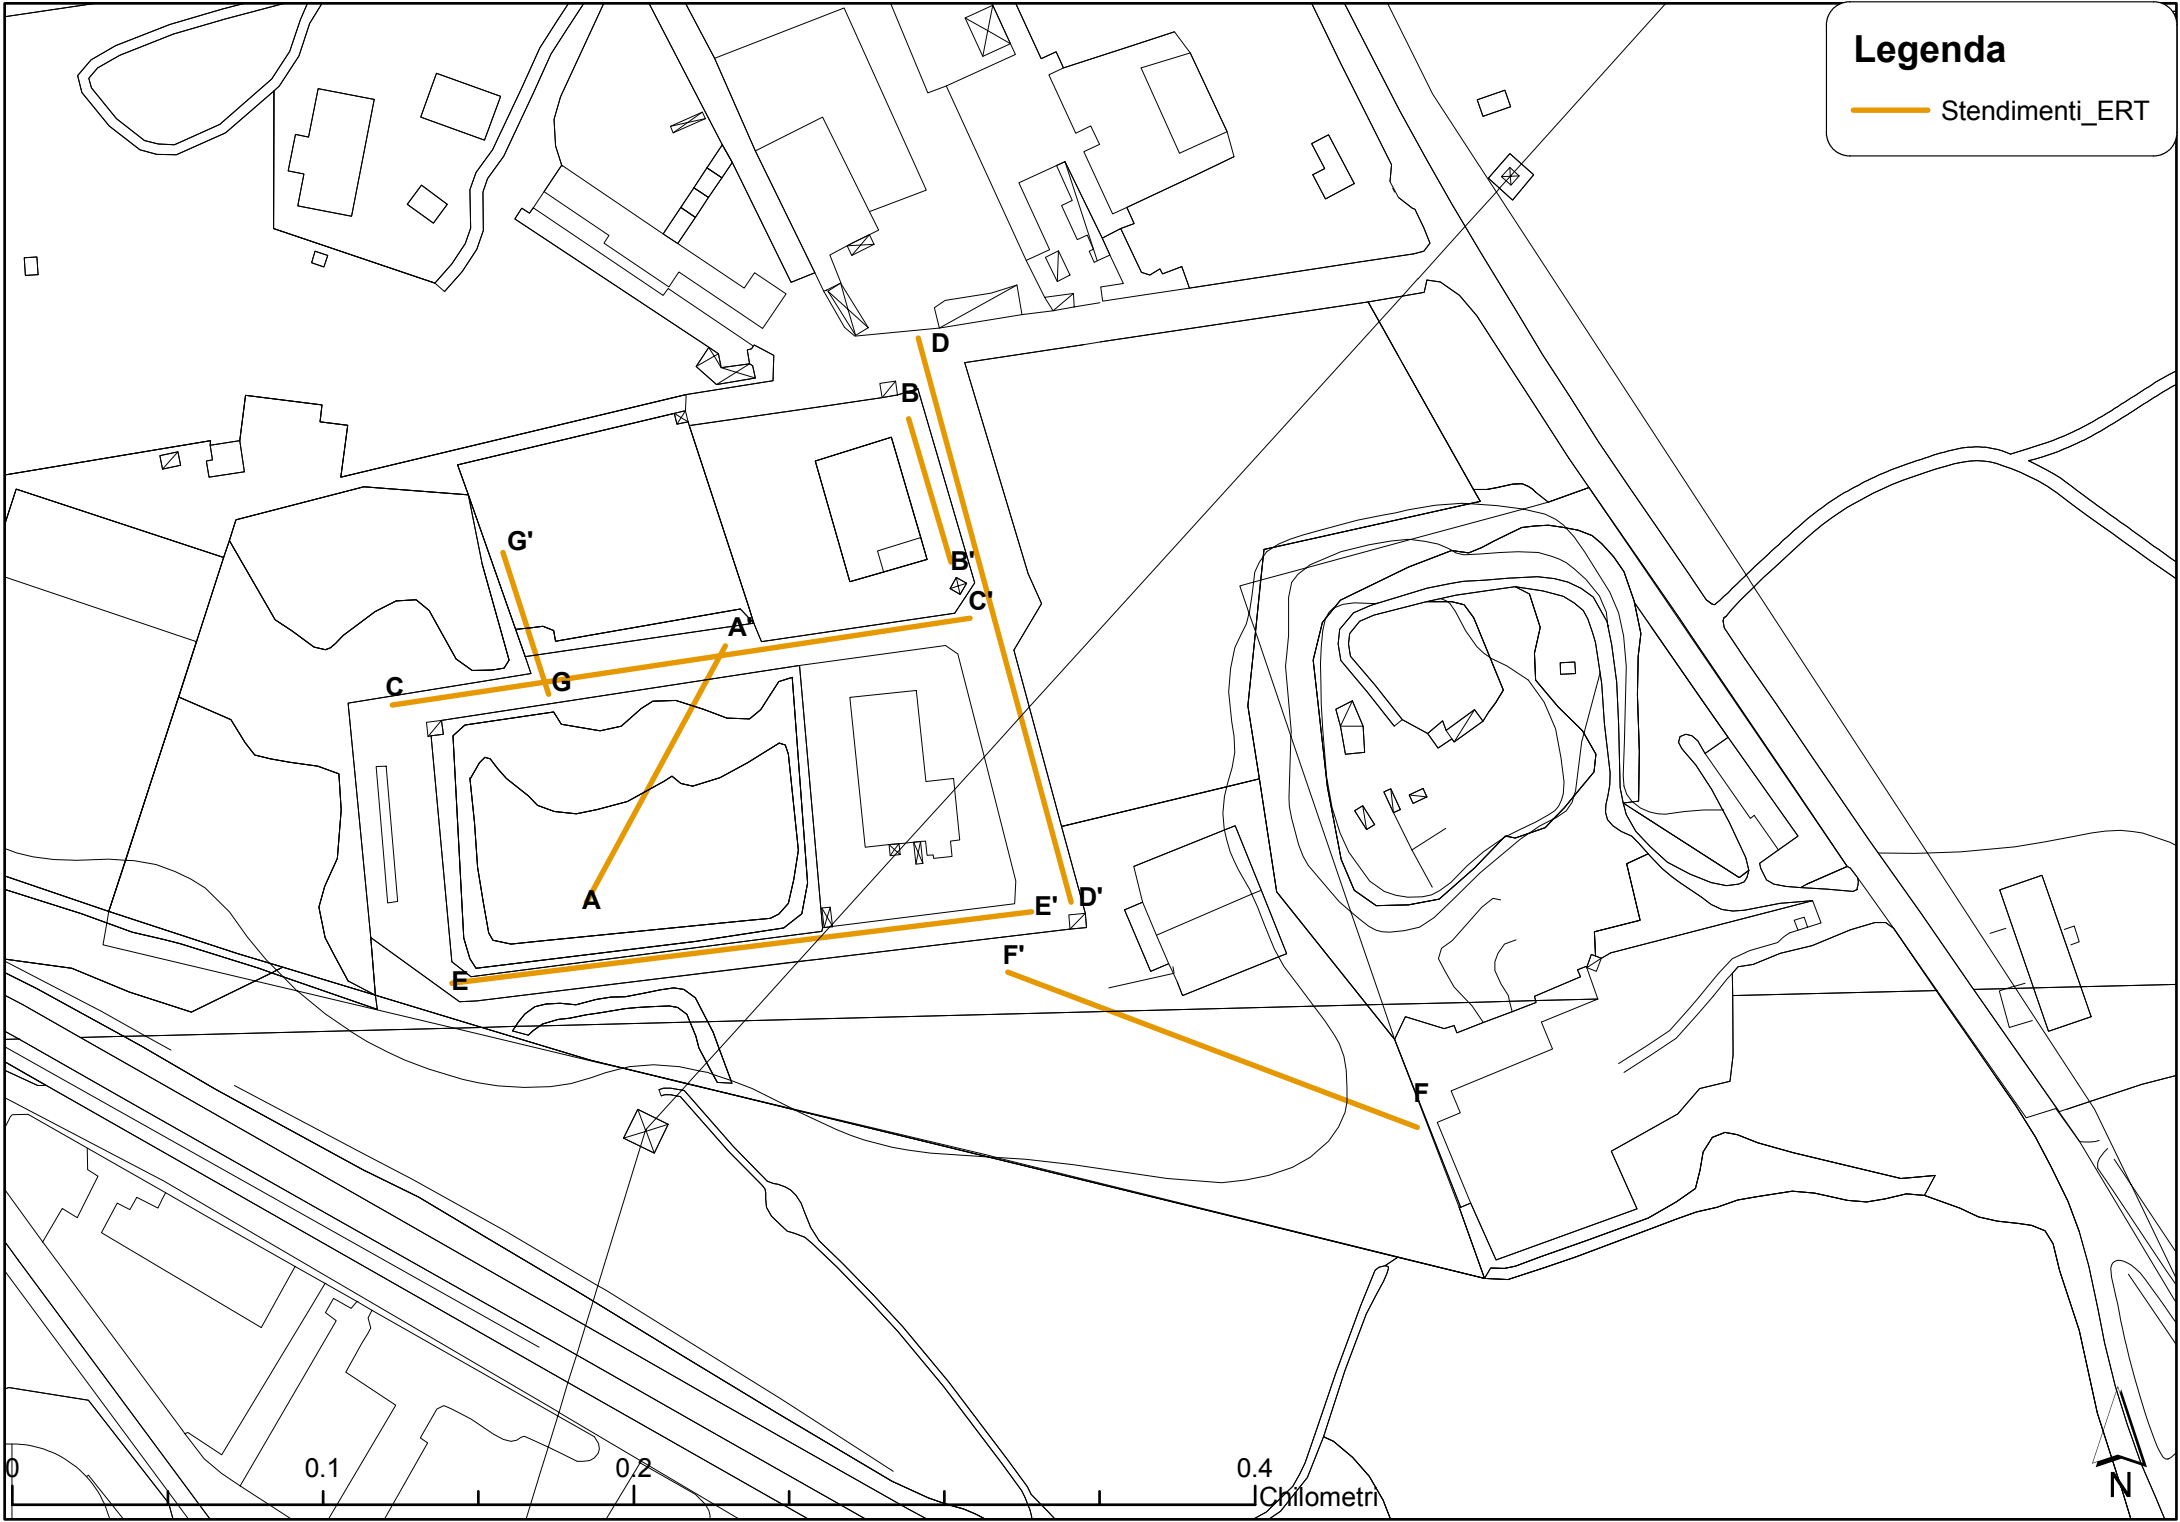 Legenda
Stendimenti_ERT
D
B
G'
B'
C'
A'
C
G
A
E'
D'
F'
E
F
0
0.1
0.2
0.4
Chilometri
N